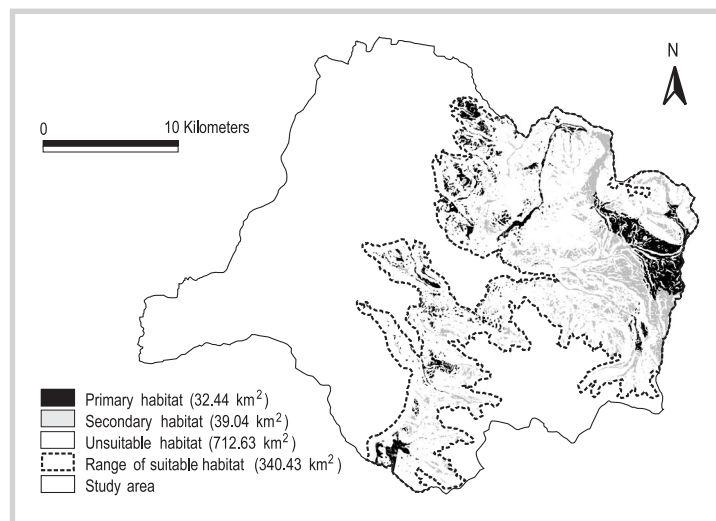 N
0 10 Kilometers
Primary habitat (32.44 km²)
Secondary habitat (39.04 km²)
Unsuitable habitat (712.63 km²)
Range of suitable habitat (340.43 km²)
Study area